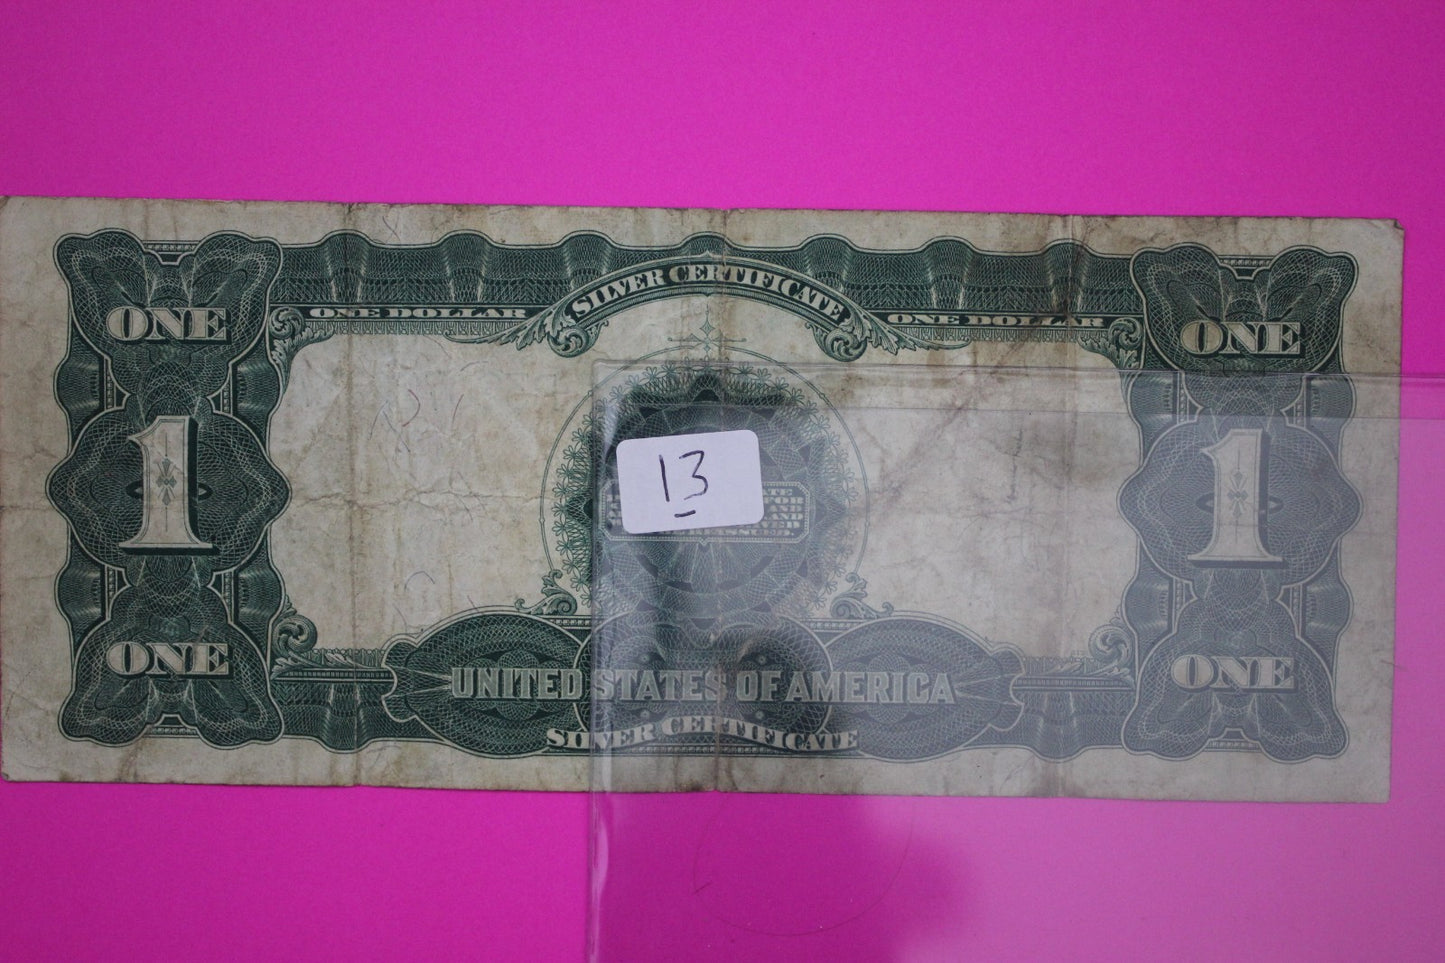 SILVER CERTIFICATE
ONE DOLLAR ONE DOLLAR
ONE ONE
1 1
13
ONE ONE
UNITED STATES OF AMERICA
SILVER CERTIFICATE